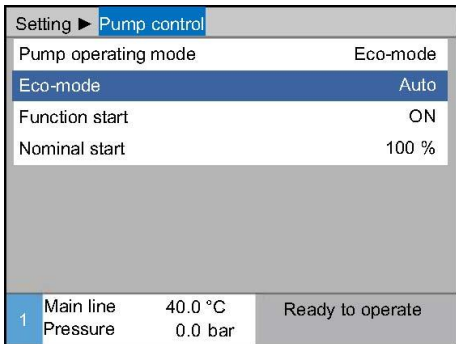 Setting ► Pump control
Pump operating mode Eco-mode
Eco-mode Auto
Function start ON
Nominal start 100 %
1 Main line 40.0 °C Ready to operate
Pressure 0.0 bar